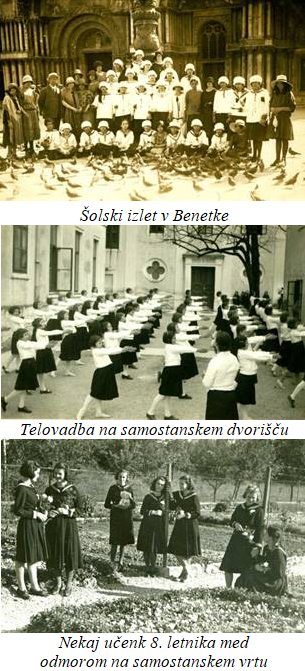 Šolski izlet v Benetke
Telovadba na samostanskem dvorišču
Nekaj učenk 8. letnika med
odmorom na samostanskem vrtu